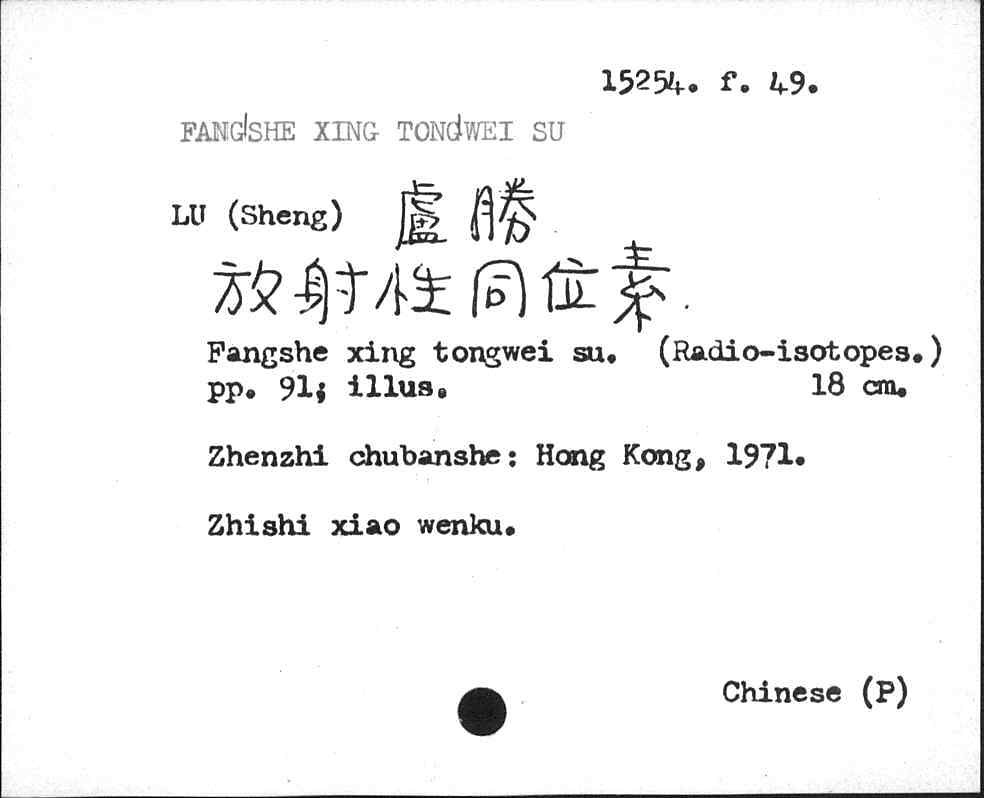 15254. f. 49.
FANGSHE XING TONGWEI SU
LU (Sheng) 盧勝
放射性同位素.
Fangshe xing tongwei su. (Radio-isotopes.)
pp. 91; illus. 18 cm.
Zhenzhi chubanshe: Hong Kong, 1971.
Zhishi xiao wenku.
Chinese (P)